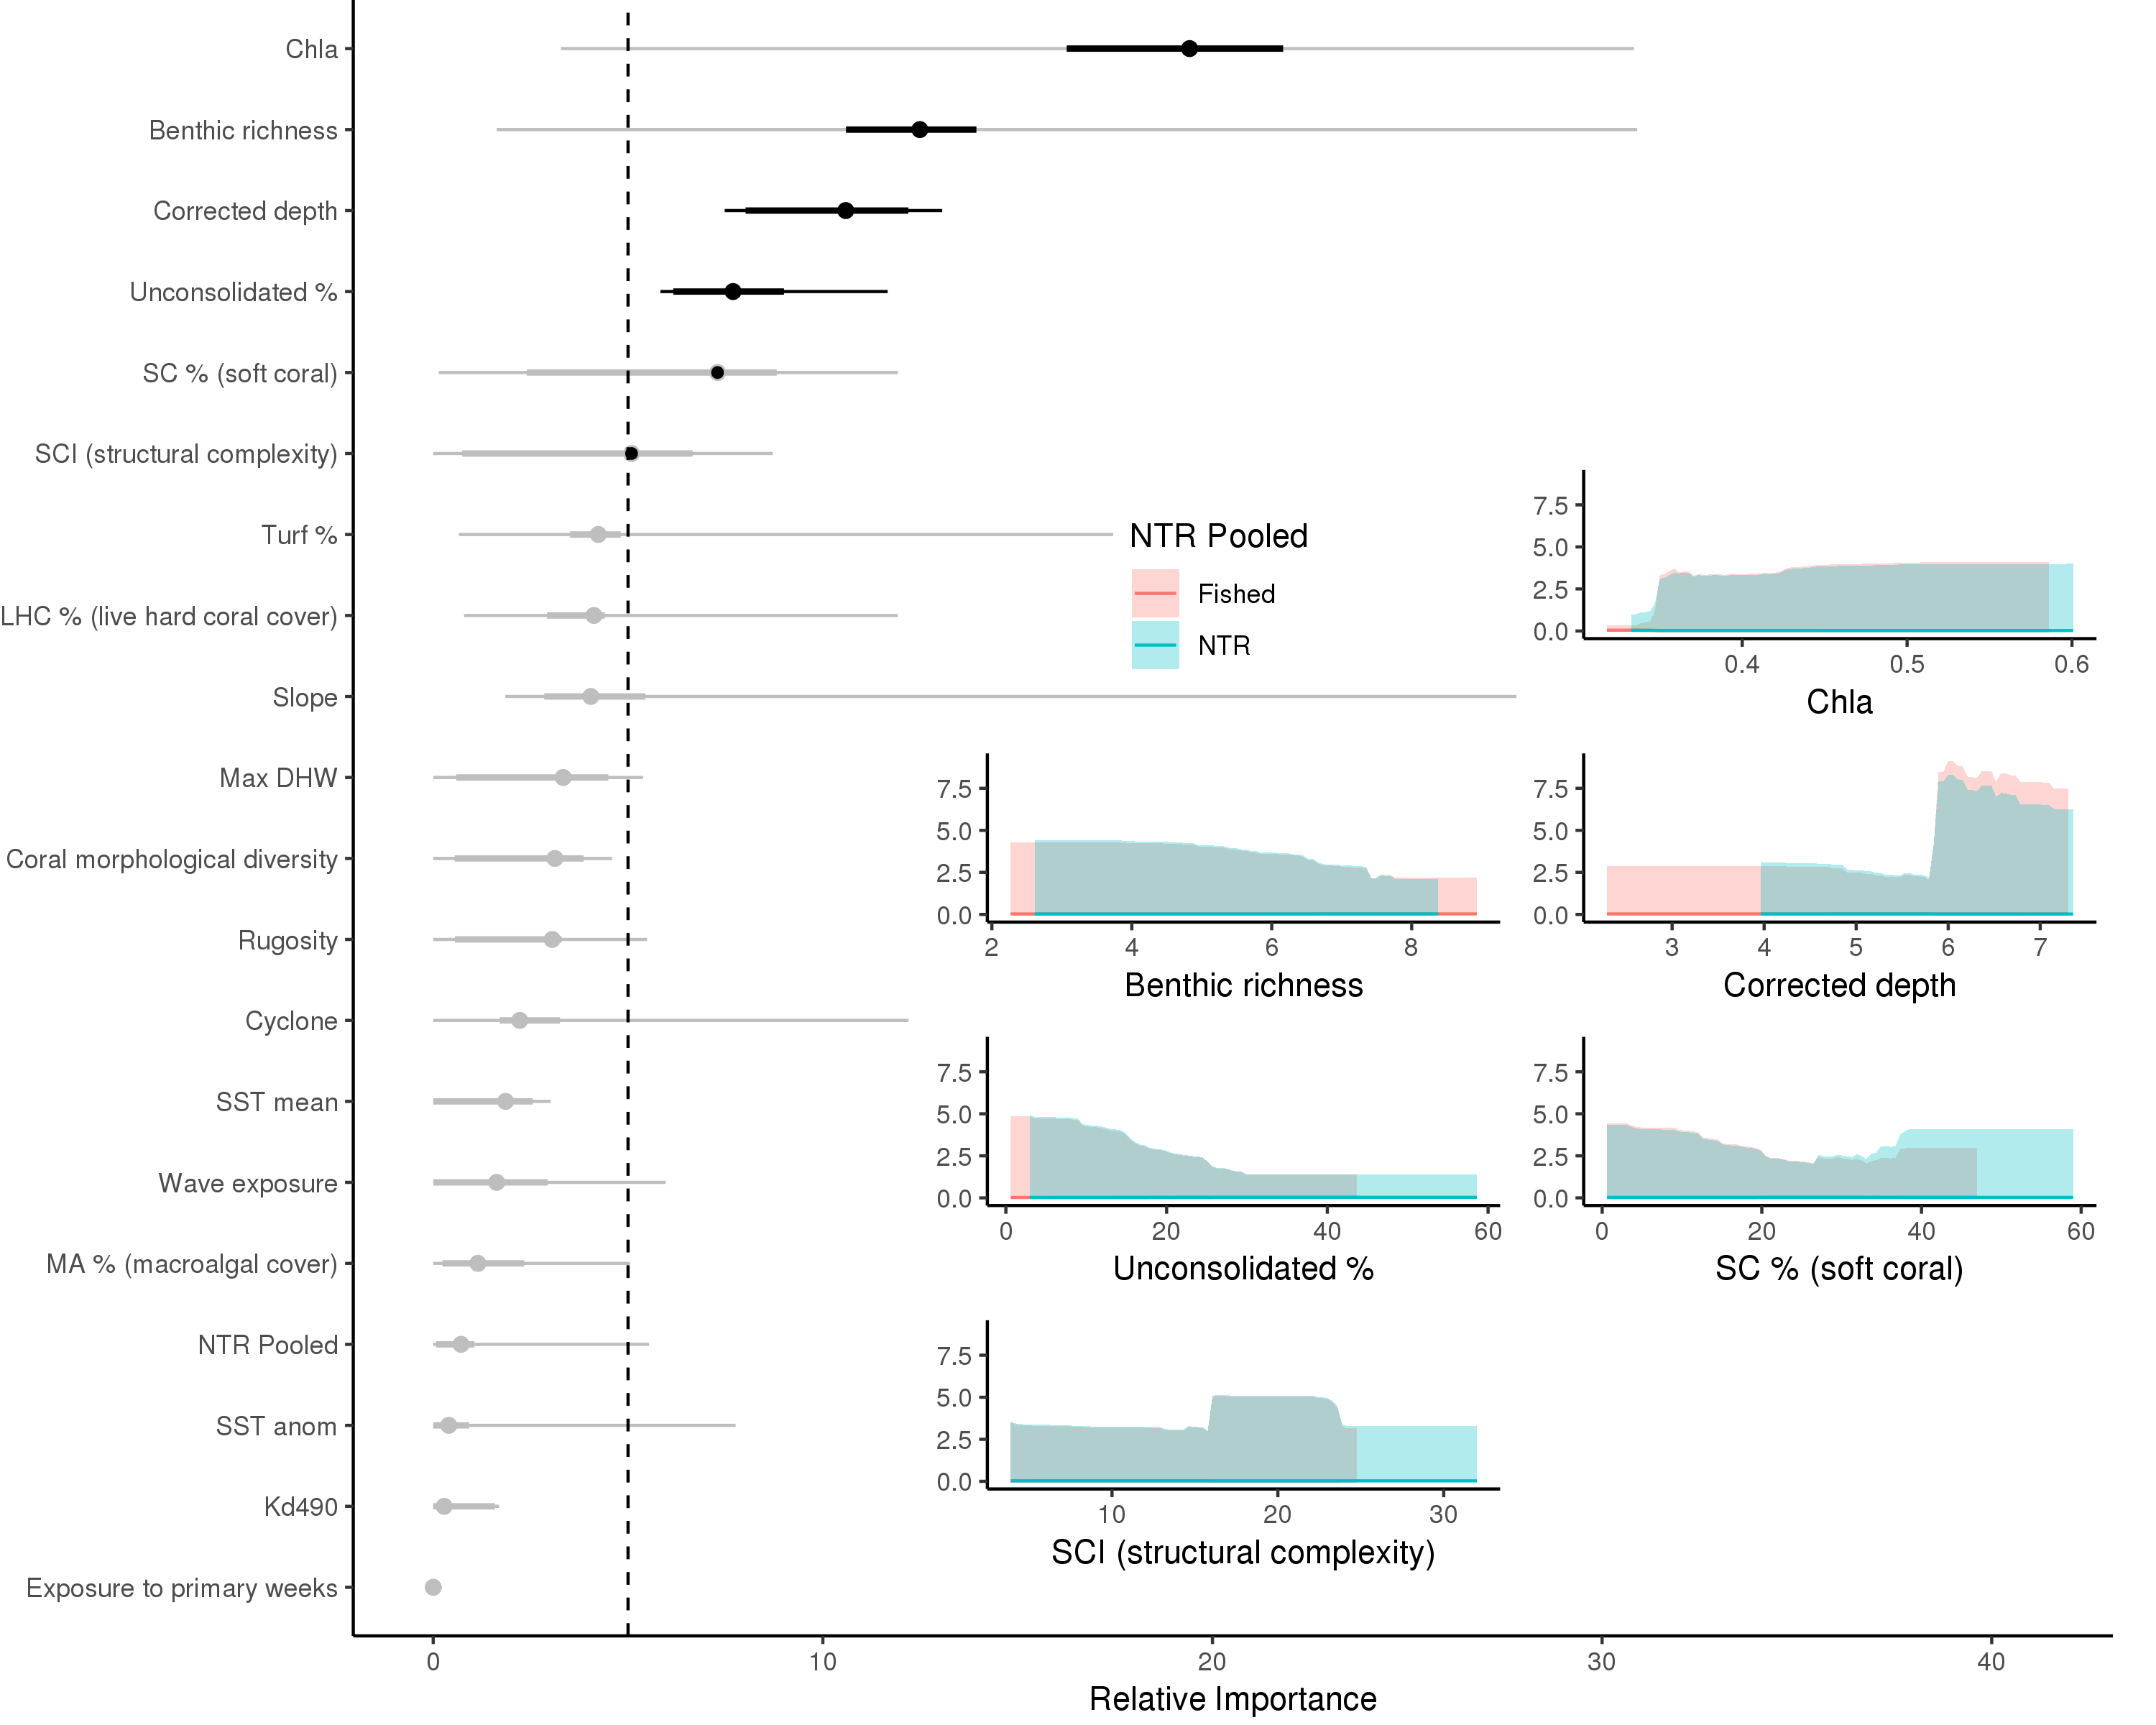 Chla
Benthic richness
Corrected depth
Unconsolidated %
SC % (soft coral)
SCI (structural complexity)
Turf %
LHC % (live hard coral cover)
Slope
Max DHW
Coral morphological diversity
Rugosity
Cyclone
SST mean
Wave exposure
MA % (macroalgal cover)
NTR Pooled
SST anom
Kd490
Exposure to primary weeks
0 10 20 30 40
Relative Importance
NTR Pooled
Fished
NTR
7.5
5.0
2.5
0.0
0.4 0.5 0.6
Chla
7.5
5.0
2.5
0.0
2 4 6 8
Benthic richness
7.5
5.0
2.5
0.0
3 4 5 6 7
Corrected depth
7.5
5.0
2.5
0.0
0 20 40 60
Unconsolidated %
7.5
5.0
2.5
0.0
0 20 40 60
SC % (soft coral)
7.5
5.0
2.5
0.0
10 20 30
SCI (structural complexity)